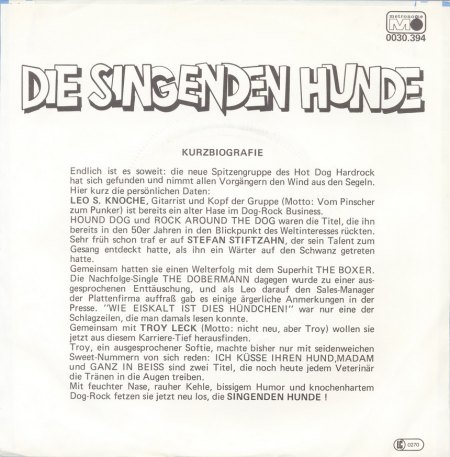 metronome
M
0030.394
DIE SINGENDEN HUNDE
KURZBIOGRAFIE
Endlich ist es soweit: die neue Spitzengruppe des Hot Dog Hardrock
hat sich gefunden und nimmt allen Vorgängern den Wind aus den Segeln.
Hier kurz die persönlichen Daten:
LEO S. KNOCHE, Gitarrist und Kopf der Gruppe (Motto: Vom Pinscher
zum Punker) ist bereits ein alter Hase im Dog-Rock Business.
HOUND DOG und ROCK AROUND THE DOG waren die Titel, die ihn
bereits in den 50er Jahren in den Blickpunkt des Weltinteresses rückten.
Sehr früh schon traf er auf STEFAN STIFTZAHN, der sein Talent zum
Gesang entdeckt hatte, als ihn ein Wärter auf den Schwanz getreten
hatte.
Gemeinsam hatten sie einen Welterfolg mit dem Superhit THE BOXER.
Die Nachfolge-Single THE DOBERMANN dagegen wurde zu einer aus-
gesprochenen Enttäuschung, und als Leo darauf den Sales-Manager
der Plattenfirma auffraß gab es einige ärgerliche Anmerkungen in der
Presse. "WIE EISKALT IST DIES HÜNDCHEN!" war nur eine der
Schlagzeilen, die man damals lesen konnte.
Gemeinsam mit TROY LECK (Motto: nicht neu, aber Troy) wollen sie
jetzt aus diesem Karriere-Tief herausfinden.
Troy, ein ausgesprochener Softie, machte bisher nur mit seidenweichen
Sweet-Nummern von sich reden: ICH KÜSSE IHREN HUND,MADAM
und GANZ IN BEISS sind zwei Titel, die noch heute jedem Veterinär
die Tränen in die Augen treiben.
Mit feuchter Nase, rauher Kehle, bissigem Humor und knochenhartem
Dog-Rock fetzen sie jetzt neu los, die SINGENDEN HUNDE !
0270